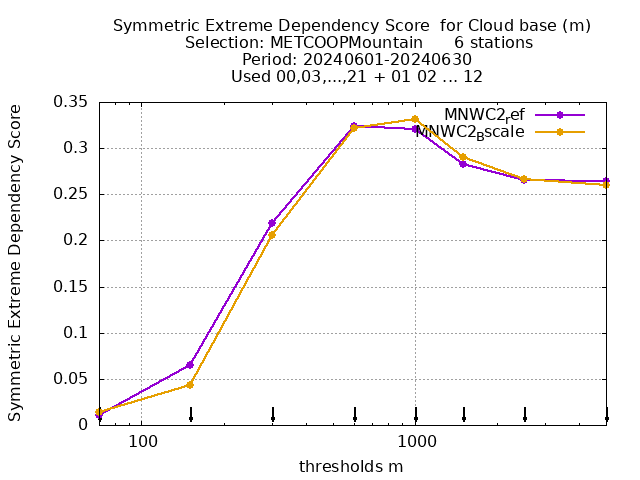 Symmetric Extreme Dependency Score  for Cloud base (m)
Selection: METCOOPMountain      6 stations
Period: 20240601-20240630
Used 00,03,...,21 + 01 02 ... 12
MNWC2ref
MNWC2Bscale
Symmetric Extreme Dependency Score
0.35
0.3
0.25
0.2
0.15
0.1
0.05
0
100
1000
thresholds m